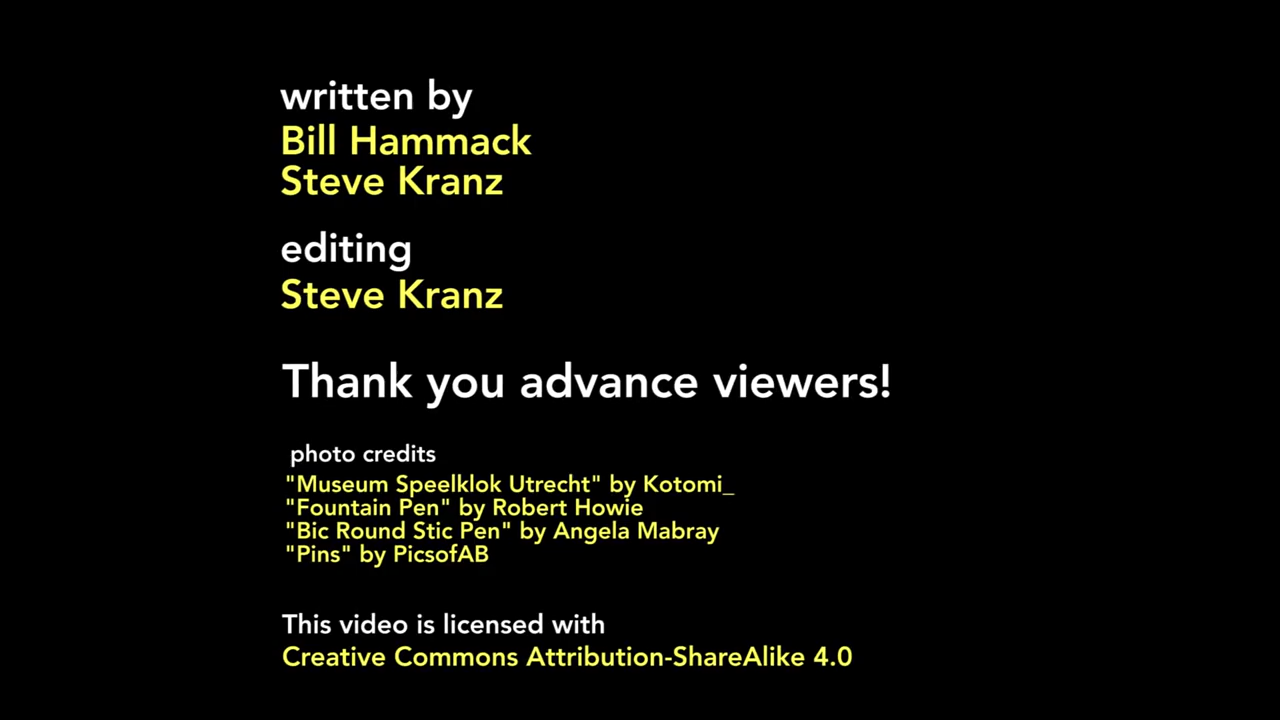 written by
Bill Hammack
Steve Kranz
editing
Steve Kranz
Thank you advance viewers!
photo credits
"Museum Speelklok Utrecht" by Kotomi_
"Fountain Pen" by Robert Howie
"Bic Round Stic Pen" by Angela Mabray
"Pins" by PicsofAB
This video is licensed with
Creative Commons Attribution-ShareAlike 4.0